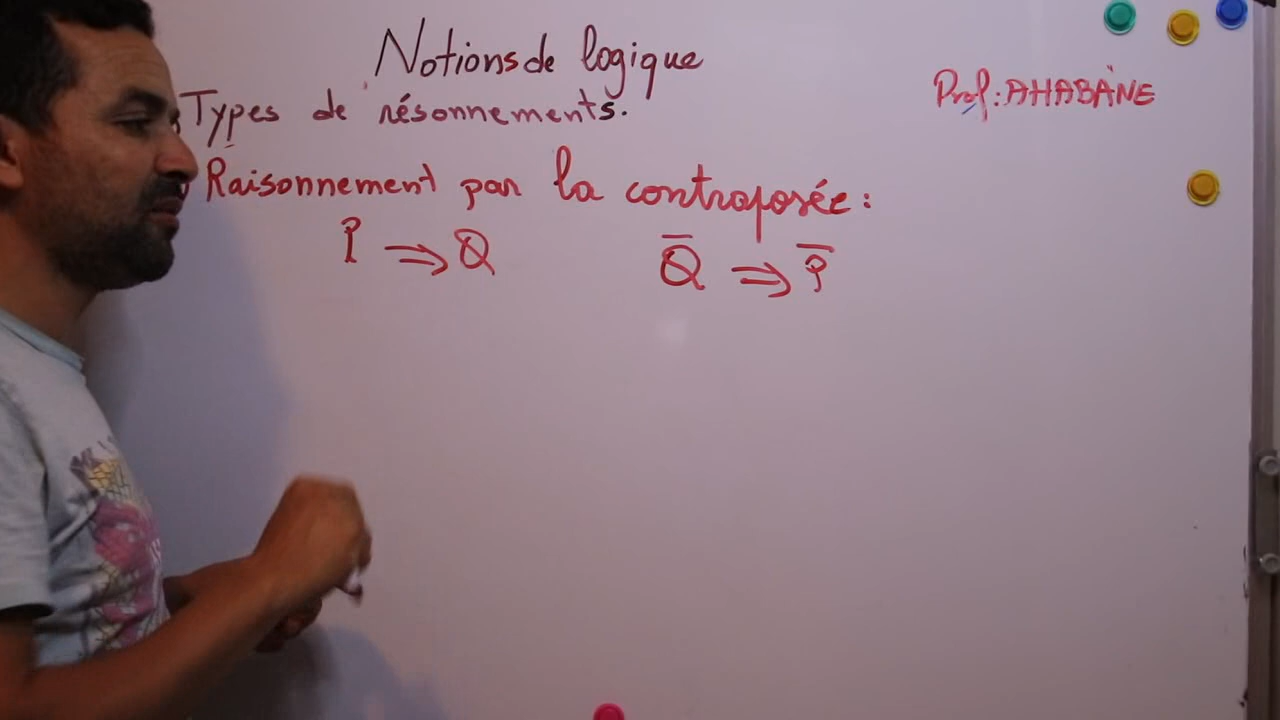 Notions de logique
Prof: AHABANE
Types de résonnements.
Raisonnement par la contraposée:
P ⇒ Q Q̅ ⇒ P̅